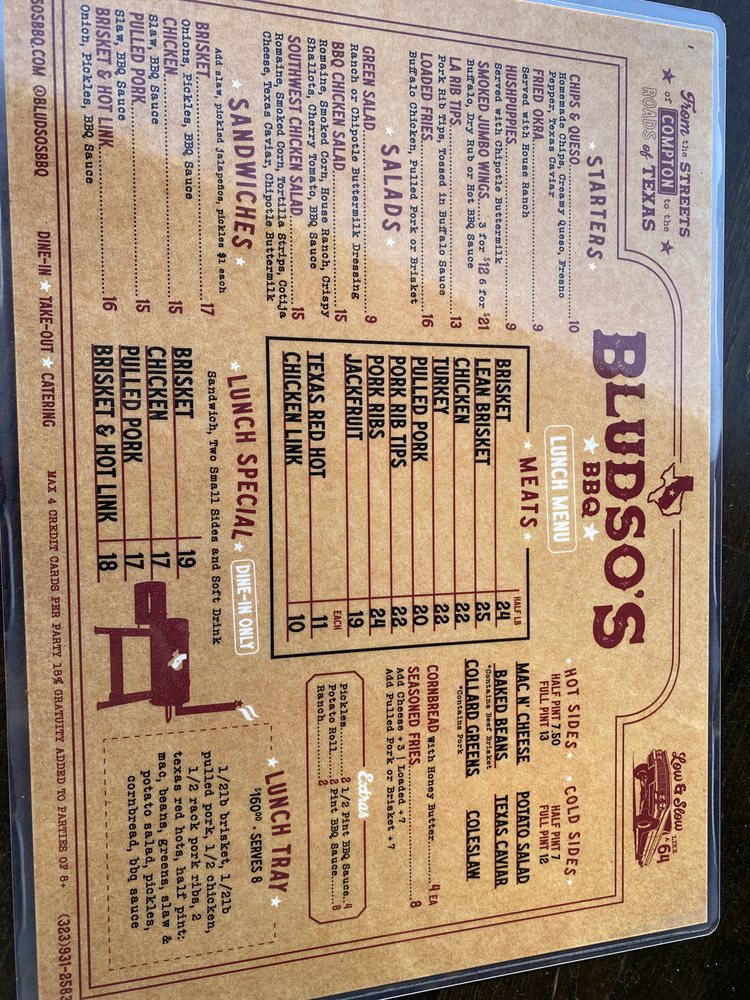 From the STREETS
of COMPTON to the
ROADS of TEXAS
BLUDSO'S
BBQ
LUNCH MENU
Low & Slow
LIKE A 64
STARTERS
CHIPS & QUESO 10
Homemade Chips, Creamy Queso, Fresno
Pepper, Texas Caviar
FRIED OKRA 9
Served with House Ranch
HUSHPUPPIES 9
Served with Chipotle Buttermilk
SMOKED JUMBO WINGS 3 for $12 6 for $21
Buffalo, Dry Rub or Hot BBQ Sauce
LA RIB TIPS 13
Pork Rib Tips, Tossed in Buffalo Sauce
LOADED FRIES 16
Buffalo Chicken, Pulled Pork or Brisket
SALADS
GREEN SALAD 9
Ranch or Chipotle Buttermilk Dressing
BBQ CHICKEN SALAD 15
Romaine, Smoked Corn, House Ranch, Crispy
Shallots, Cherry Tomato, BBQ Sauce
SOUTHWEST CHICKEN SALAD 15
Romaine, Smoked Corn, Tortilla Strips, Cotija
Cheese, Texas Caviar, Chipotle Buttermilk
SANDWICHES
Add slaw, pickled jalapeños, pickles $1 each
BRISKET 17
Onions, Pickles, BBQ Sauce
CHICKEN 15
Slaw, BBQ Sauce
PULLED PORK 15
Slaw, BBQ Sauce
BRISKET & HOT LINK 16
Onion, Pickles, BBQ Sauce
MEATS
HALF LB
BRISKET 24
LEAN BRISKET 25
CHICKEN 22
TURKEY 22
PULLED PORK 20
PORK RIB TIPS 22
PORK RIBS 24
JACKFRUIT 19
EACH
TEXAS RED HOT 11
CHICKEN LINK 10
LUNCH SPECIAL DINE-IN ONLY
Sandwich, Two Small Sides and Soft Drink
BRISKET 19
CHICKEN 17
PULLED PORK 17
BRISKET & HOT LINK 18
HOT SIDES
HALF PINT 7.50
FULL PINT 13
MAC N' CHEESE
BAKED BEANS
*Contains Beef Brisket
COLLARD GREENS
*Contains Pork
COLD SIDES
HALF PINT 7
FULL PINT 12
POTATO SALAD
TEXAS CAVIAR
COLESLAW
CORNBREAD with Honey Butter 4 EA
SEASONED FRIES 8
Add Cheese + 3 | Loaded + 7
Add Pulled Pork or Brisket + 7
Extras
Pickles 2
Potato Roll 2
Ranch 2
1/2 Pint BBQ Sauce 4
Pint BBQ Sauce 8
LUNCH TRAY
$160.00 • SERVES 8
1/2lb brisket, 1/2lb
pulled pork, 1/2 chicken,
1/2 rack pork ribs, 2
texas red hots, half pint:
mac, beans, greens, slaw &
potato salad, pickles,
cornbread, bbq sauce
SOSBBQ.COM @BLUDSOSBBQ DINE-IN ★ TAKE-OUT ★ CATERING MAX 4 CREDIT CARDS PER PARTY 18% GRATUITY ADDED TO PARTIES OF 8+ (323)931-2583